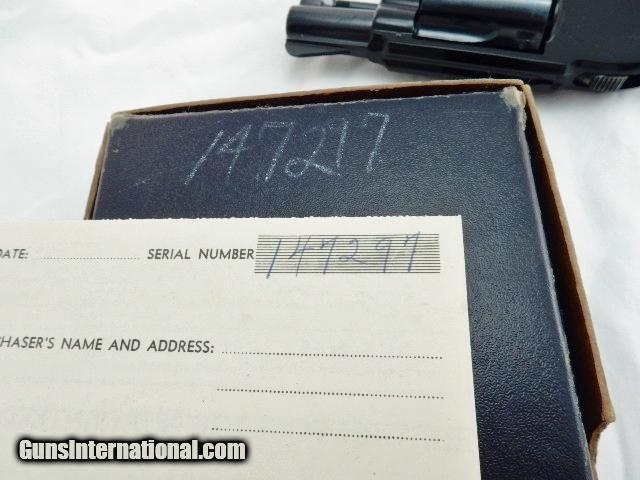 147297
DATE: SERIAL NUMBER 147297
CHASER'S NAME AND ADDRESS:
GunsInternational.com